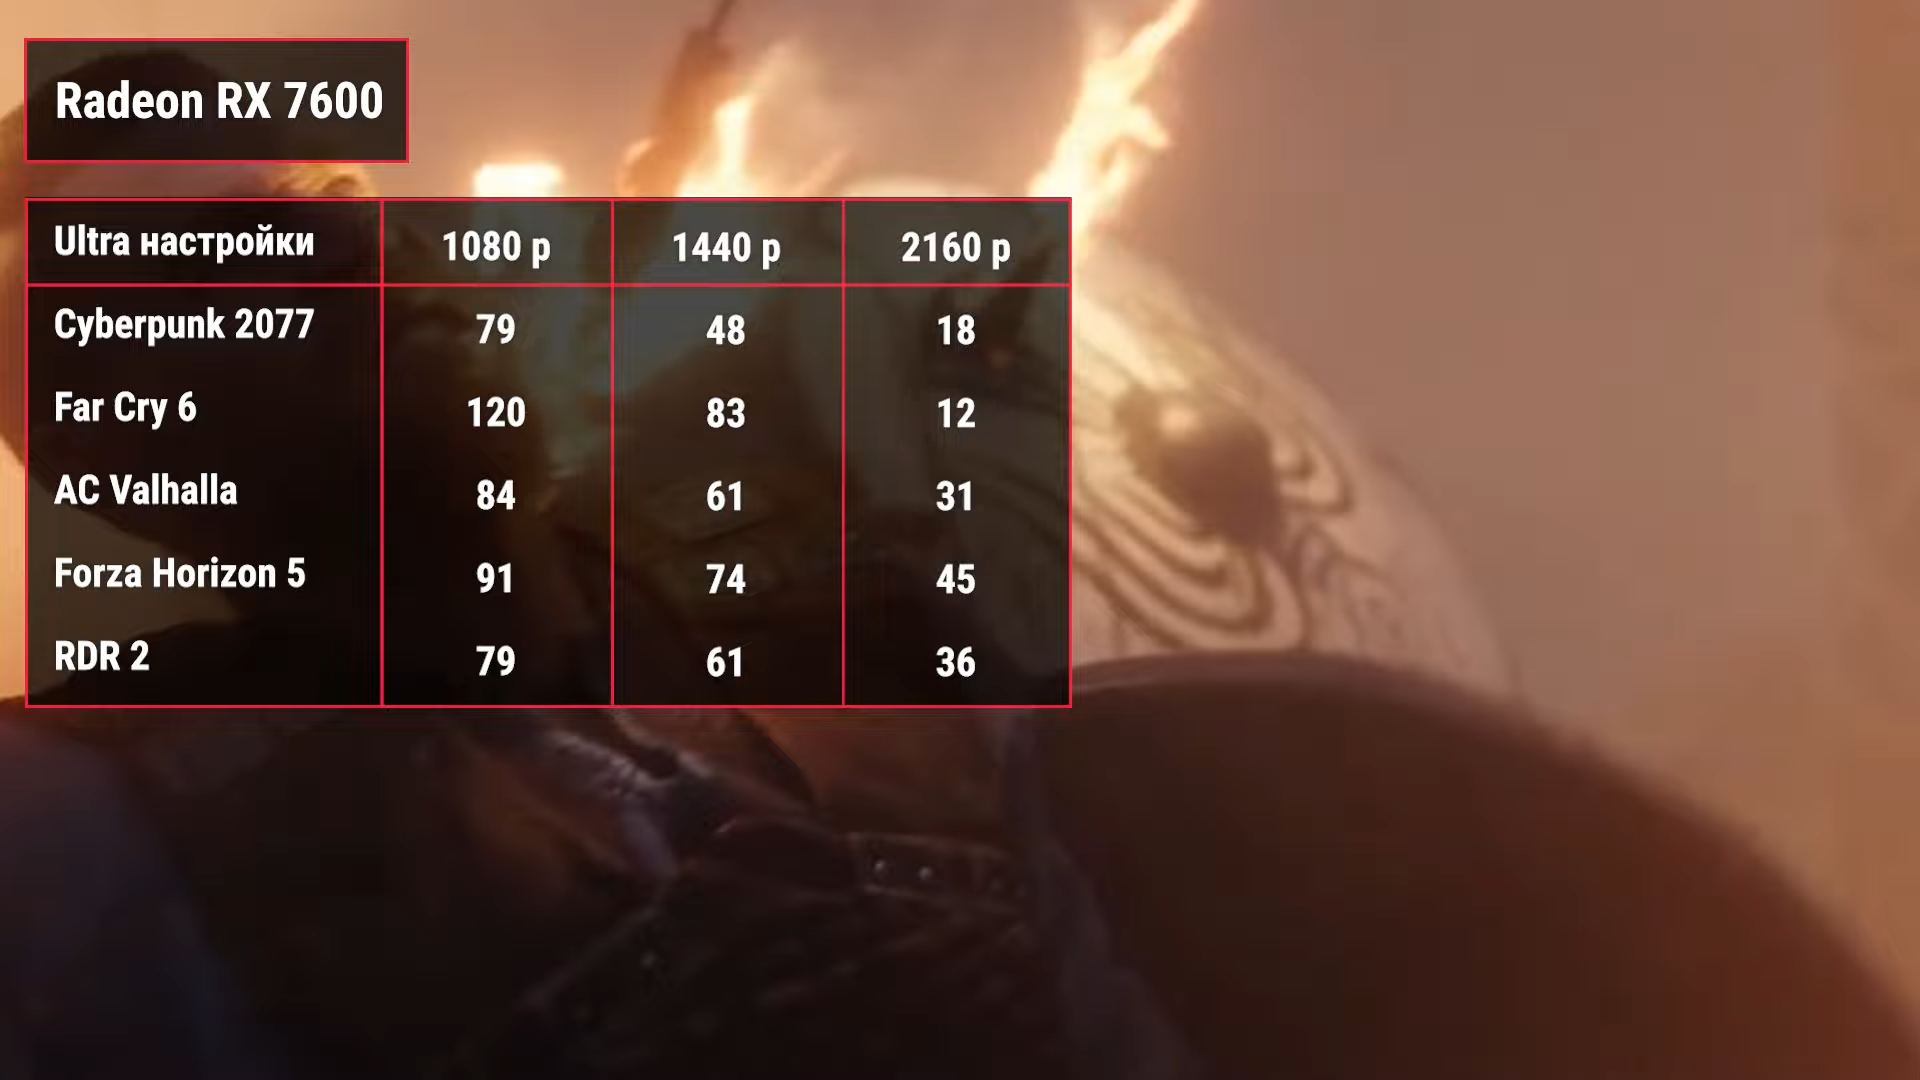 Radeon RX 7600
Ultra настройки 1080 p 1440 p 2160 p
Cyberpunk 2077 79 48 18
Far Cry 6 120 83 12
AC Valhalla 84 61 31
Forza Horizon 5 91 74 45
RDR 2 79 61 36